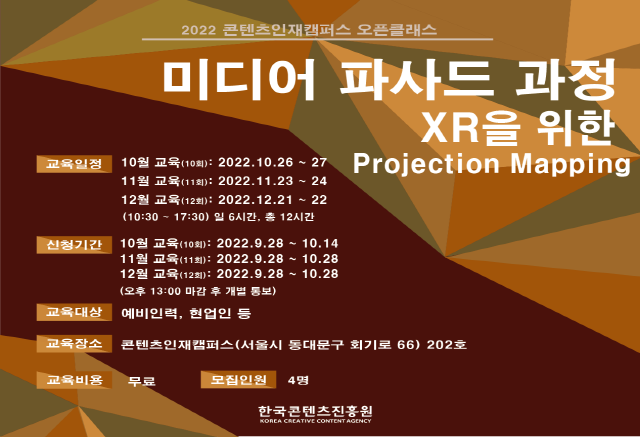 2022 콘텐츠인재캠퍼스 오픈클래스
미디어 파사드 과정
XR을 위한
Projection Mapping
교육일정 10월 교육(10회): 2022.10.26 ~ 27
11월 교육(11회): 2022.11.23 ~ 24
12월 교육(12회): 2022.12.21 ~ 22
(10:30 ~ 17:30) 일 6시간, 총 12시간
신청기간 10월 교육(10회): 2022.9.28 ~ 10.14
11월 교육(11회): 2022.9.28 ~ 10.28
12월 교육(12회): 2022.9.28 ~ 10.28
(오후 13:00 마감 후 개별 통보)
교육대상 예비인력, 현업인 등
교육장소 콘텐츠인재캠퍼스(서울시 동대문구 회기로 66) 202호
교육비용 무료 모집인원 4명
한국콘텐츠진흥원
KOREA CREATIVE CONTENT AGENCY